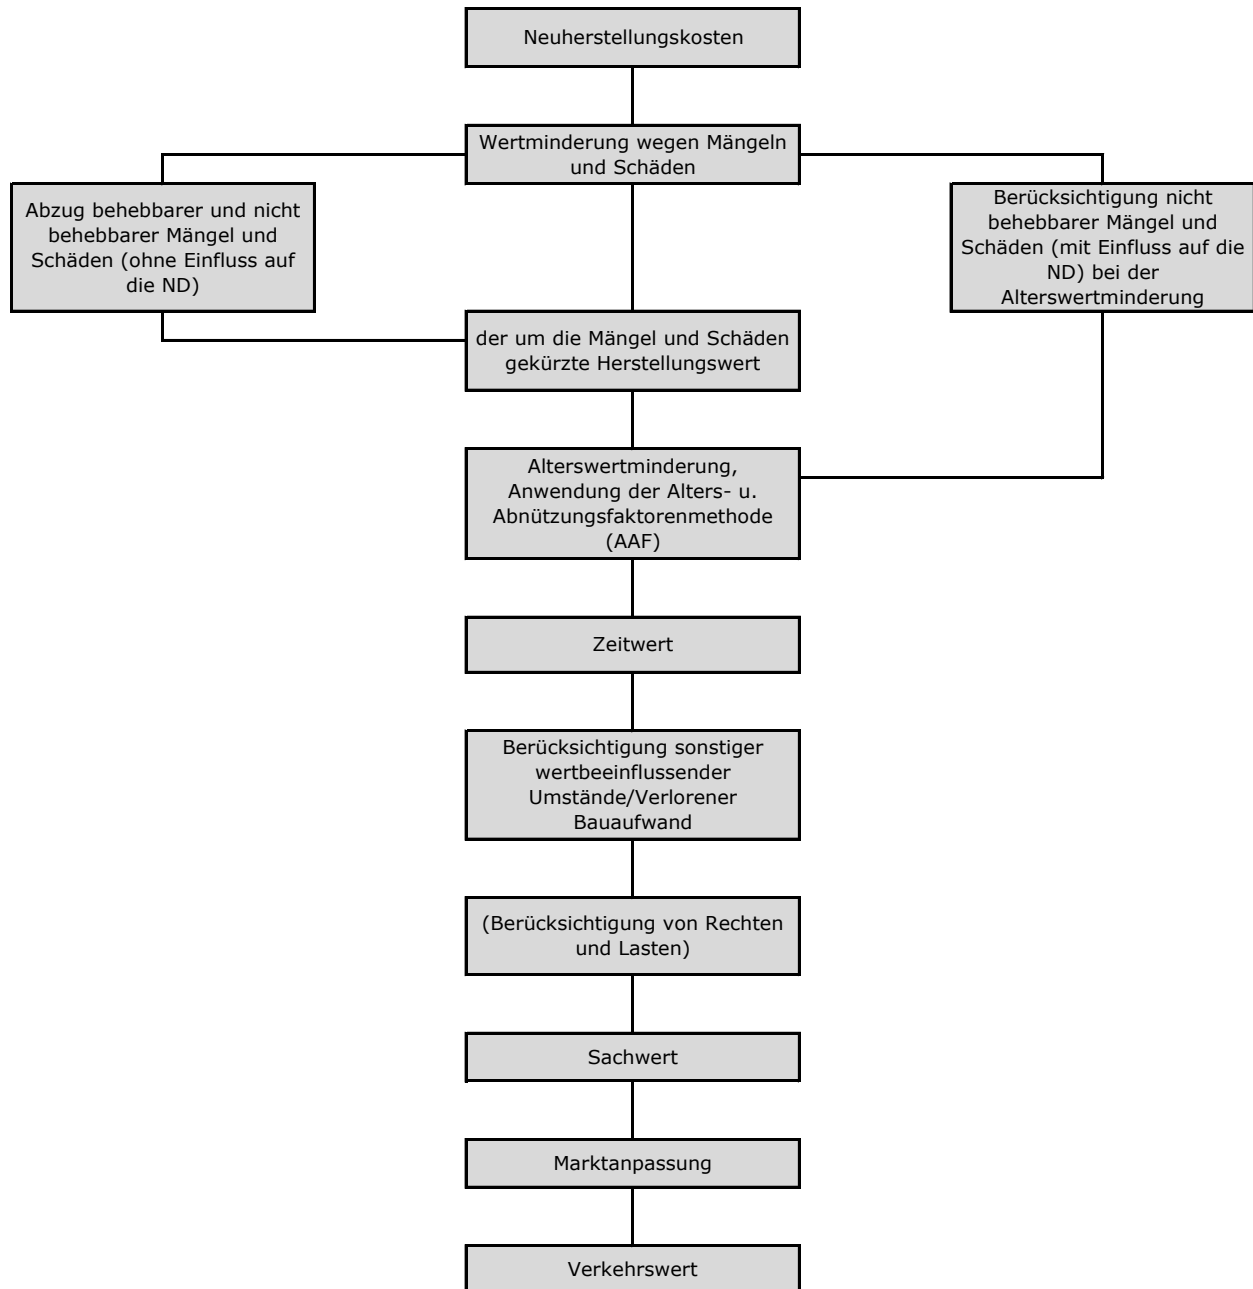 Neuherstellungskosten
Wertminderung wegen Mängeln
und Schäden
Abzug behebbarer und nicht
behebbarer Mängel und
Schäden (ohne Einfluss auf
die ND)
Berücksichtigung nicht
behebbarer Mängel und
Schäden (mit Einfluss auf die
ND) bei der
Alterswertminderung
der um die Mängel und Schäden
gekürzte Herstellungswert
Alterswertminderung,
Anwendung der Alters- u.
Abnützungsfaktorenmethode
(AAF)
Zeitwert
Berücksichtigung sonstiger
wertbeeinflussender
Umstände/Verlorener
Bauaufwand
(Berücksichtigung von Rechten
und Lasten)
Sachwert
Marktanpassung
Verkehrswert